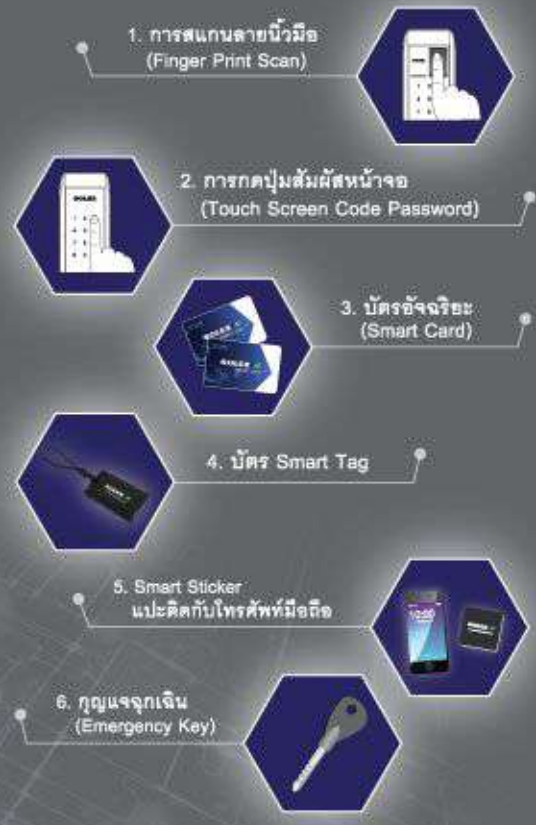 1. การสแกนลายนิ้วมือ
(Finger Print Scan)
2. การกดปุ่มสัมผัสหน้าจอ
(Touch Screen Code Password)
SOLEX
3. บัตรอัจฉริยะ
(Smart Card)
SOLEX
4. บัตร Smart Tag
5. Smart Sticker
แปะติดกับโทรศัพท์มือถือ
10:00
6. กุญแจฉุกเฉิน
(Emergency Key)